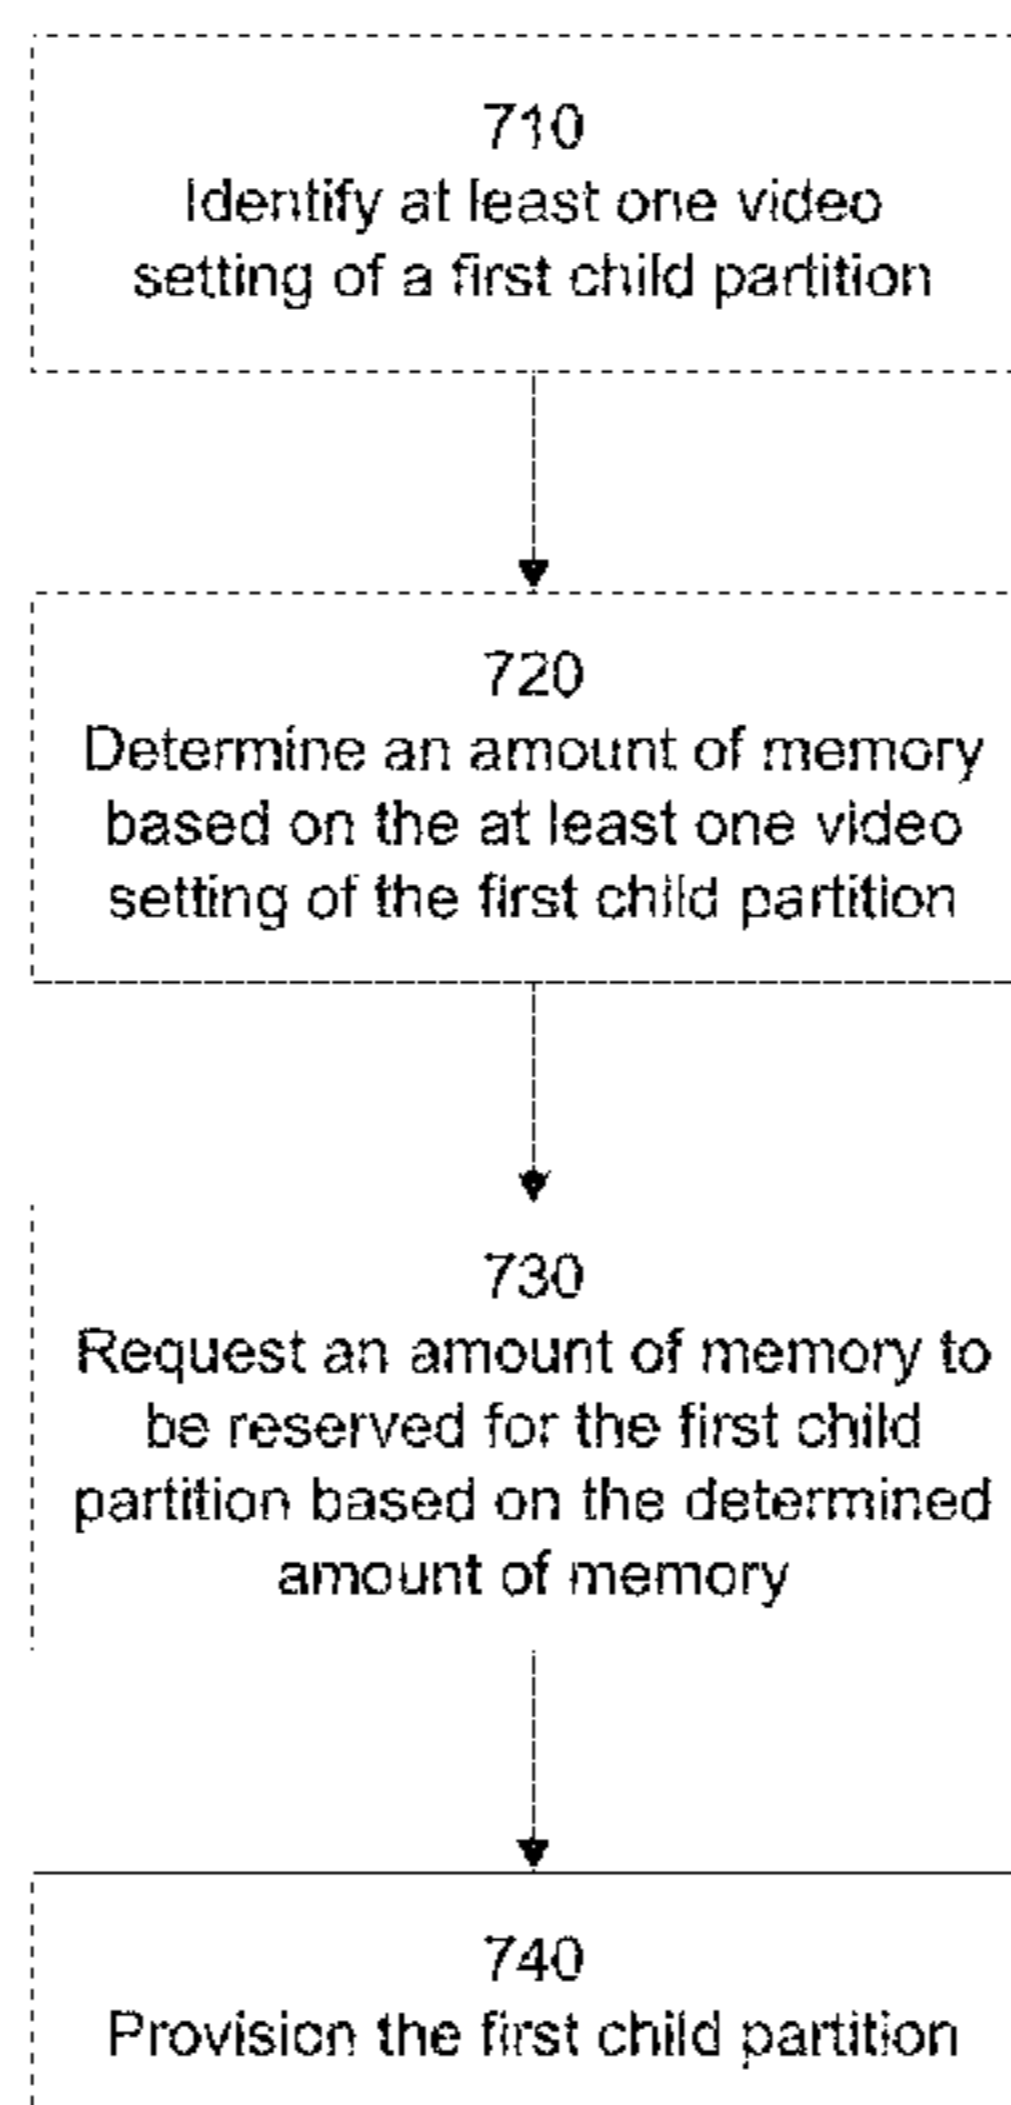 710
Identify at least one video
setting of a first child partition
720
Determine an amount of memory
based on the at least one video
setting of the first child partition
730
Request an amount of memory to
be reserved for the first child
partition based on the determined
amount of memory
740
Provision the first child partition